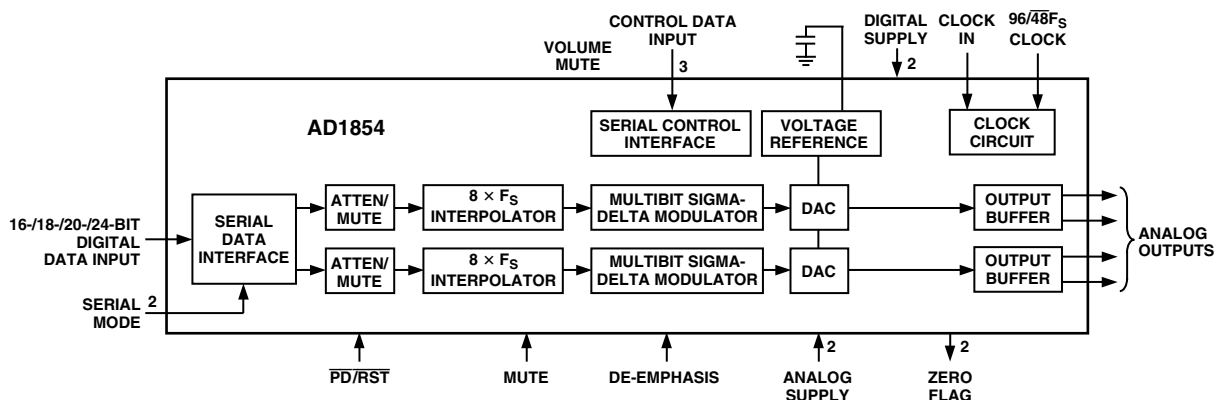 CONTROL DATA
INPUT
VOLUME
MUTE
3
DIGITAL
SUPPLY
2
CLOCK
IN
96/48FS
CLOCK
AD1854
SERIAL CONTROL
INTERFACE
VOLTAGE
REFERENCE
CLOCK
CIRCUIT
16-/18-/20-/24-BIT
DIGITAL
DATA INPUT
SERIAL
DATA
INTERFACE
ATTEN/
MUTE
8 × FS
INTERPOLATOR
MULTIBIT SIGMA-
DELTA MODULATOR
DAC
OUTPUT
BUFFER
ATTEN/
MUTE
8 × FS
INTERPOLATOR
MULTIBIT SIGMA-
DELTA MODULATOR
DAC
OUTPUT
BUFFER
ANALOG
OUTPUTS
2
SERIAL
MODE
PD/RST
MUTE
DE-EMPHASIS
2
ANALOG
SUPPLY
2
ZERO
FLAG